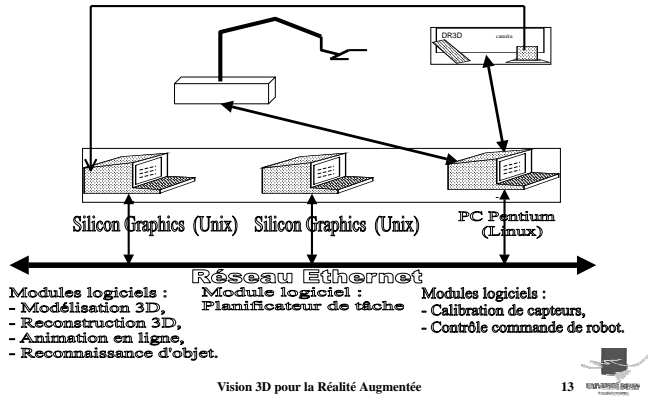 DR3D
caméra
Silicon Graphics (Unix)
Silicon Graphics (Unix)
PC Pentium
(Linux)
Réseau Ethernet
Modules logiciels :
- Modélisation 3D,
- Reconstruction 3D,
- Animation en ligne,
- Reconnaissance d'objet.
Module logiciel :
Planificateur de tâche
Modules logiciels :
- Calibration de capteurs,
- Contrôle commande de robot.
Vision 3D pour la Réalité Augmentée
13